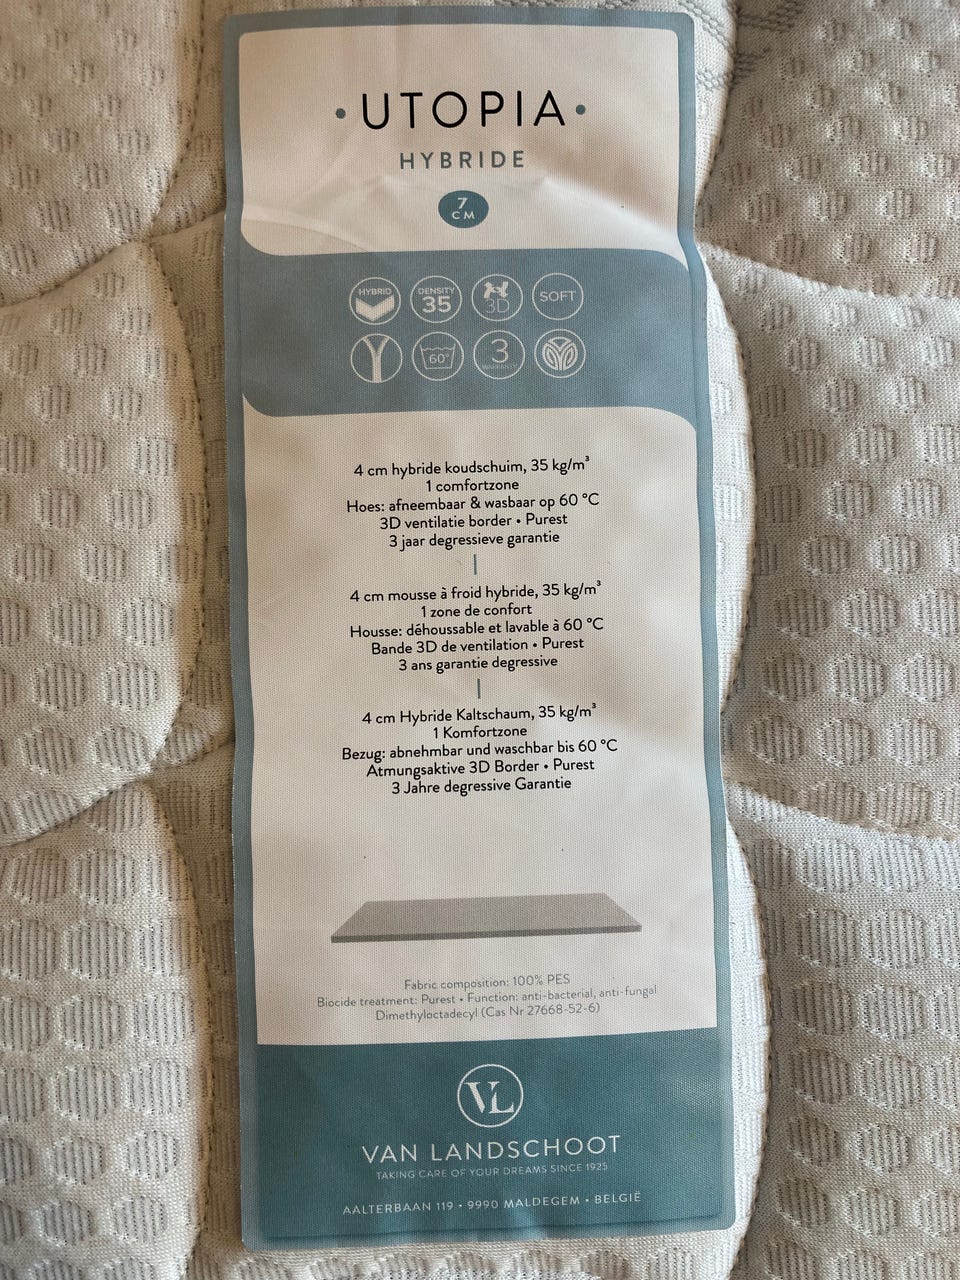 • UTOPIA •
HYBRIDE
7
CM
HYBRID
DENSITY
35
3D
SOFT
60°
3
WARRANTY
4 cm hybride koudschuim, 35 kg/m³
1 comfortzone
Hoes: afneembaar & wasbaar op 60 °C
3D ventilatie border • Purest
3 jaar degressieve garantie
4 cm mousse à froid hybride, 35 kg/m³
1 zone de confort
Housse: déhoussable et lavable à 60 °C
Bande 3D de ventilation • Purest
3 ans garantie degressive
4 cm Hybride Kaltschaum, 35 kg/m³
1 Komfortzone
Bezug: abnehmbar und waschbar bis 60 °C
Atmungsaktive 3D Border • Purest
3 Jahre degressive Garantie
Fabric composition: 100% PES
Biocide treatment: Purest • Function: anti-bacterial, anti-fungal
Dimethyloctadecyl (Cas Nr 27668-52-6)
VL
VAN LANDSCHOOT
TAKING CARE OF YOUR DREAMS SINCE 1925
AALTERBAAN 119 • 9990 MALDEGEM • BELGIË